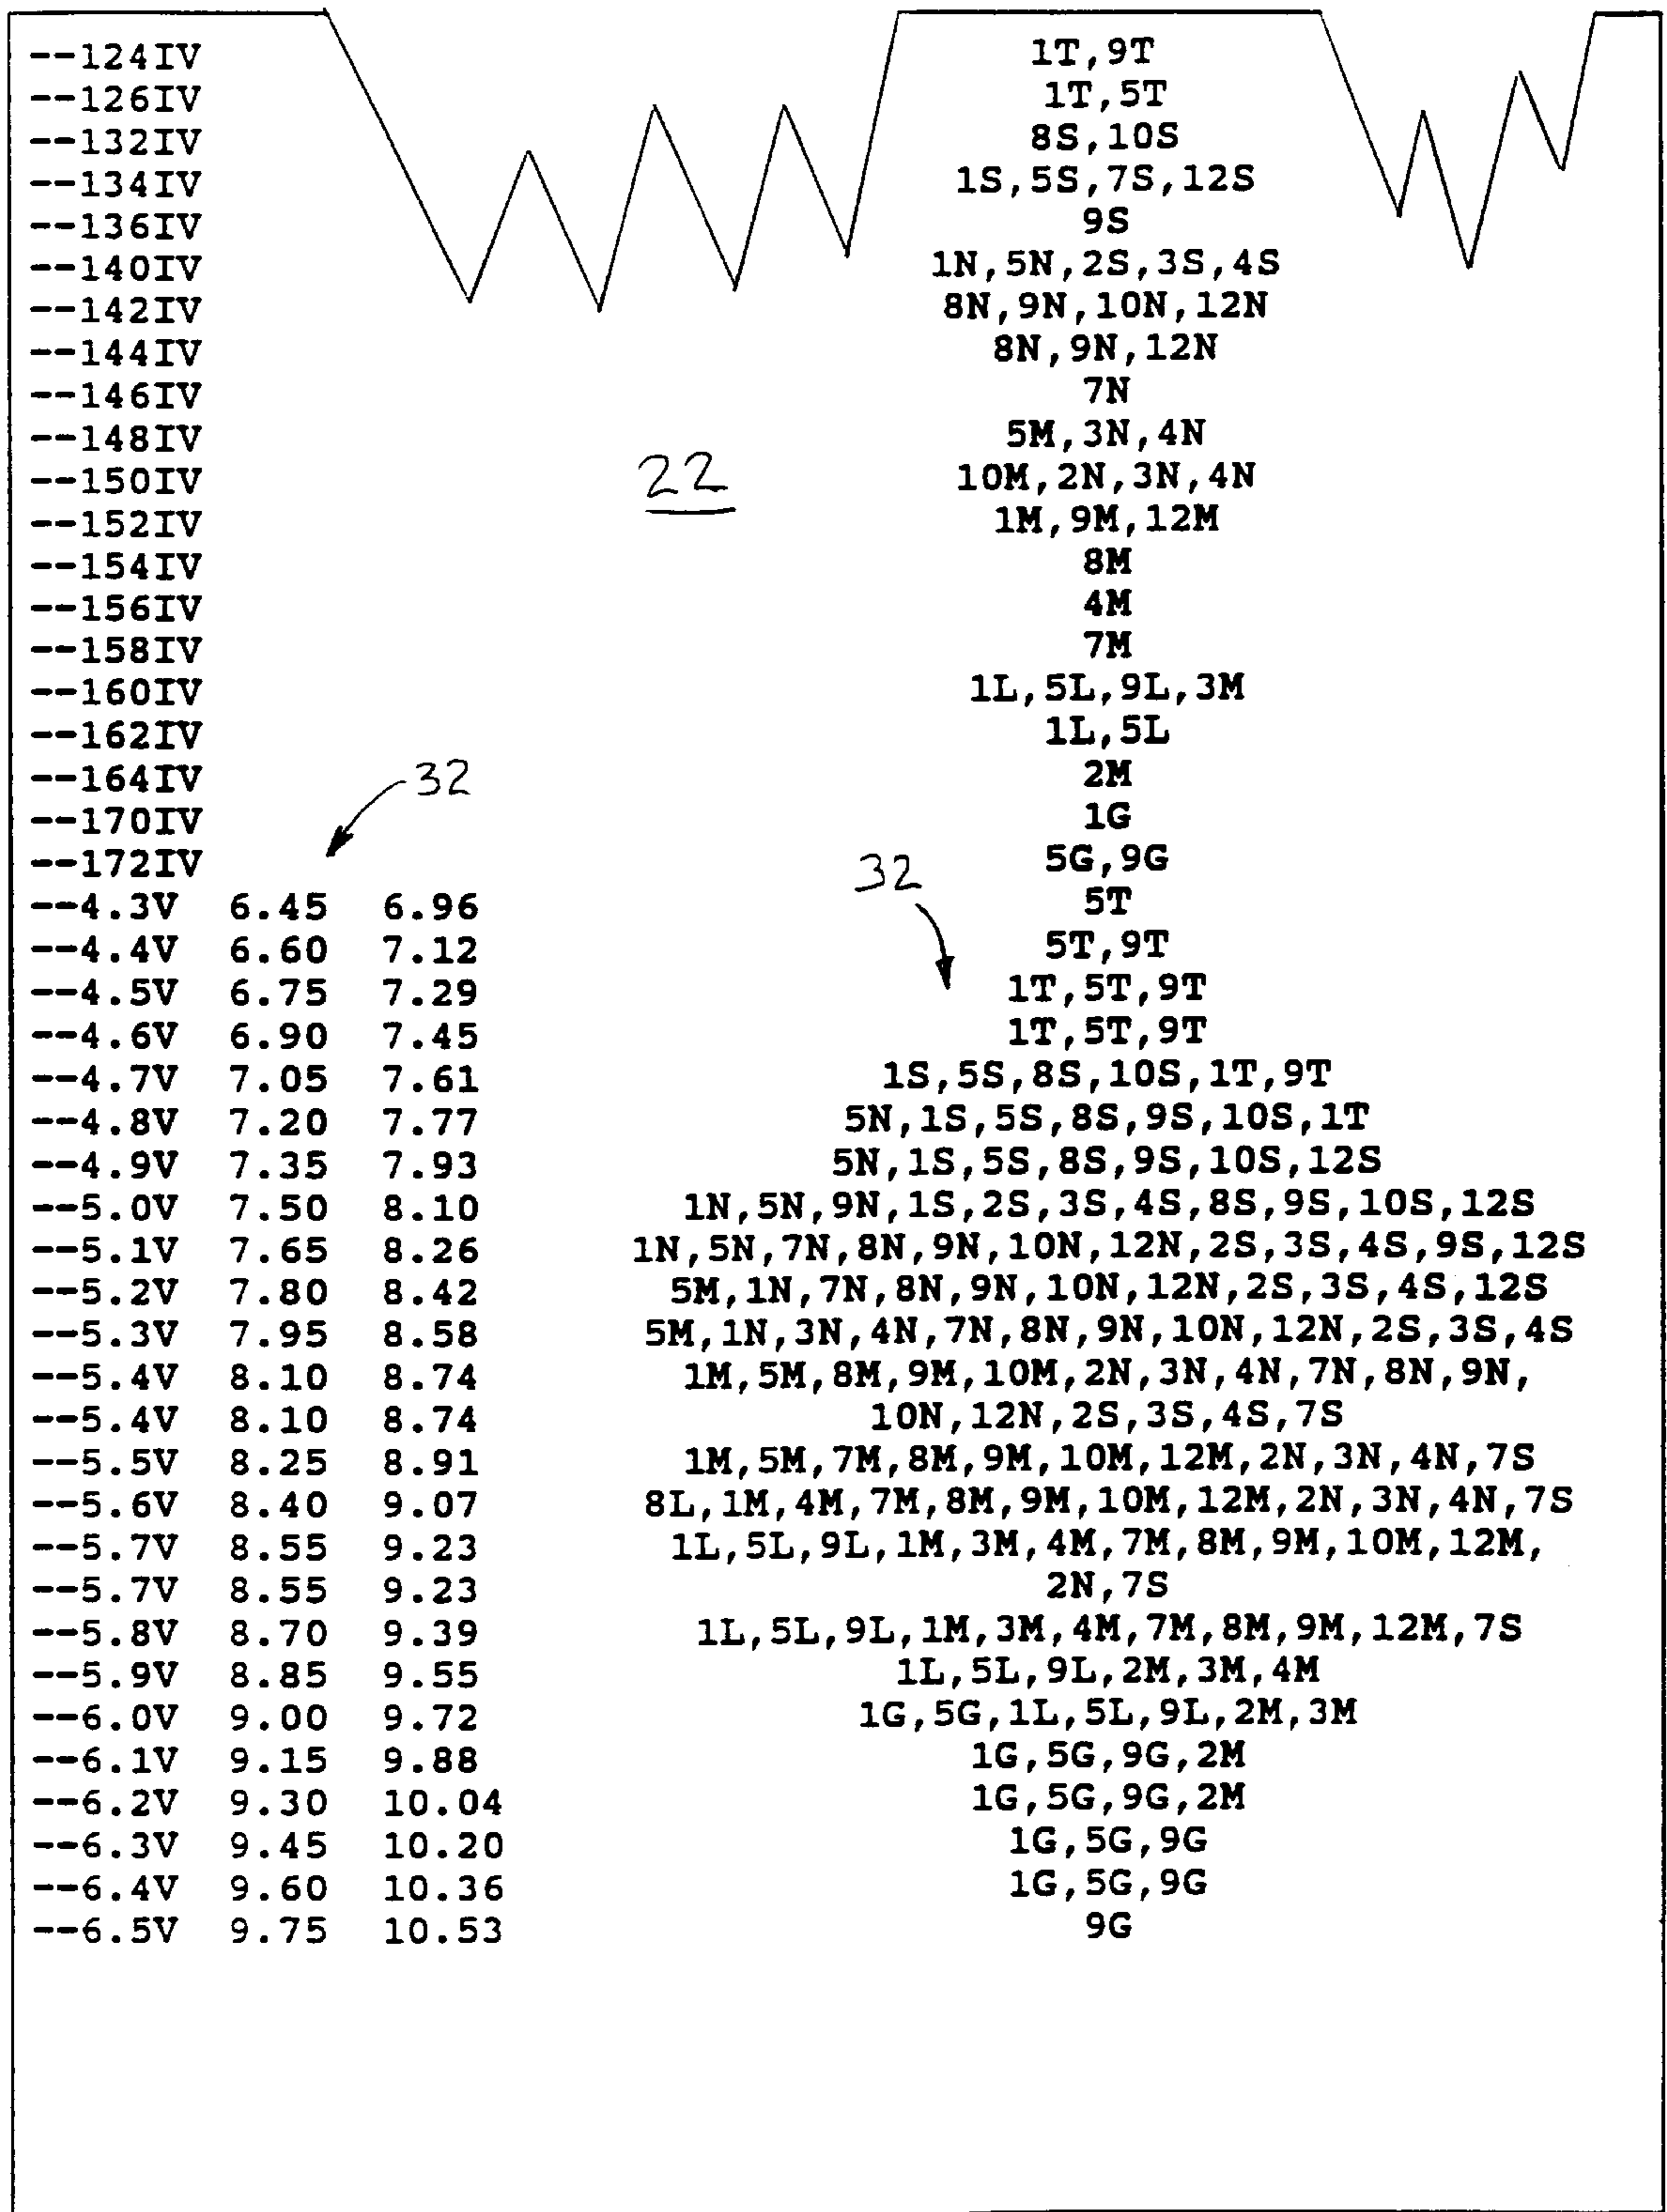 --124IV 1T,9T
--126IV 1T,5T
--132IV 8S,10S
--134IV 1S,5S,7S,12S
--136IV 9S
--140IV 1N,5N,2S,3S,4S
--142IV 8N,9N,10N,12N
--144IV 8N,9N,12N
--146IV 7N
--148IV 5M,3N,4N
22
--150IV 10M,2N,3N,4N
--152IV 1M,9M,12M
--154IV 8M
--156IV 4M
--158IV 7M
--160IV 1L,5L,9L,3M
--162IV 1L,5L
--164IV 2M
32
--170IV 1G
--172IV 5G,9G
32
--4.3V 6.45 6.96 5T
--4.4V 6.60 7.12 5T,9T
--4.5V 6.75 7.29 1T,5T,9T
--4.6V 6.90 7.45 1T,5T,9T
--4.7V 7.05 7.61 1S,5S,8S,10S,1T,9T
--4.8V 7.20 7.77 5N,1S,5S,8S,9S,10S,1T
--4.9V 7.35 7.93 5N,1S,5S,8S,9S,10S,12S
--5.0V 7.50 8.10 1N,5N,9N,1S,2S,3S,4S,8S,9S,10S,12S
--5.1V 7.65 8.26 1N,5N,7N,8N,9N,10N,12N,2S,3S,4S,9S,12S
--5.2V 7.80 8.42 5M,1N,7N,8N,9N,10N,12N,2S,3S,4S,12S
--5.3V 7.95 8.58 5M,1N,3N,4N,7N,8N,9N,10N,12N,2S,3S,4S
--5.4V 8.10 8.74 1M,5M,8M,9M,10M,2N,3N,4N,7N,8N,9N,
--5.4V 8.10 8.74 10N,12N,2S,3S,4S,7S
--5.5V 8.25 8.91 1M,5M,7M,8M,9M,10M,12M,2N,3N,4N,7S
--5.6V 8.40 9.07 8L,1M,4M,7M,8M,9M,10M,12M,2N,3N,4N,7S
--5.7V 8.55 9.23 1L,5L,9L,1M,3M,4M,7M,8M,9M,10M,12M,
--5.7V 8.55 9.23 2N,7S
--5.8V 8.70 9.39 1L,5L,9L,1M,3M,4M,7M,8M,9M,12M,7S
--5.9V 8.85 9.55 1L,5L,9L,2M,3M,4M
--6.0V 9.00 9.72 1G,5G,1L,5L,9L,2M,3M
--6.1V 9.15 9.88 1G,5G,9G,2M
--6.2V 9.30 10.04 1G,5G,9G,2M
--6.3V 9.45 10.20 1G,5G,9G
--6.4V 9.60 10.36 1G,5G,9G
--6.5V 9.75 10.53 9G